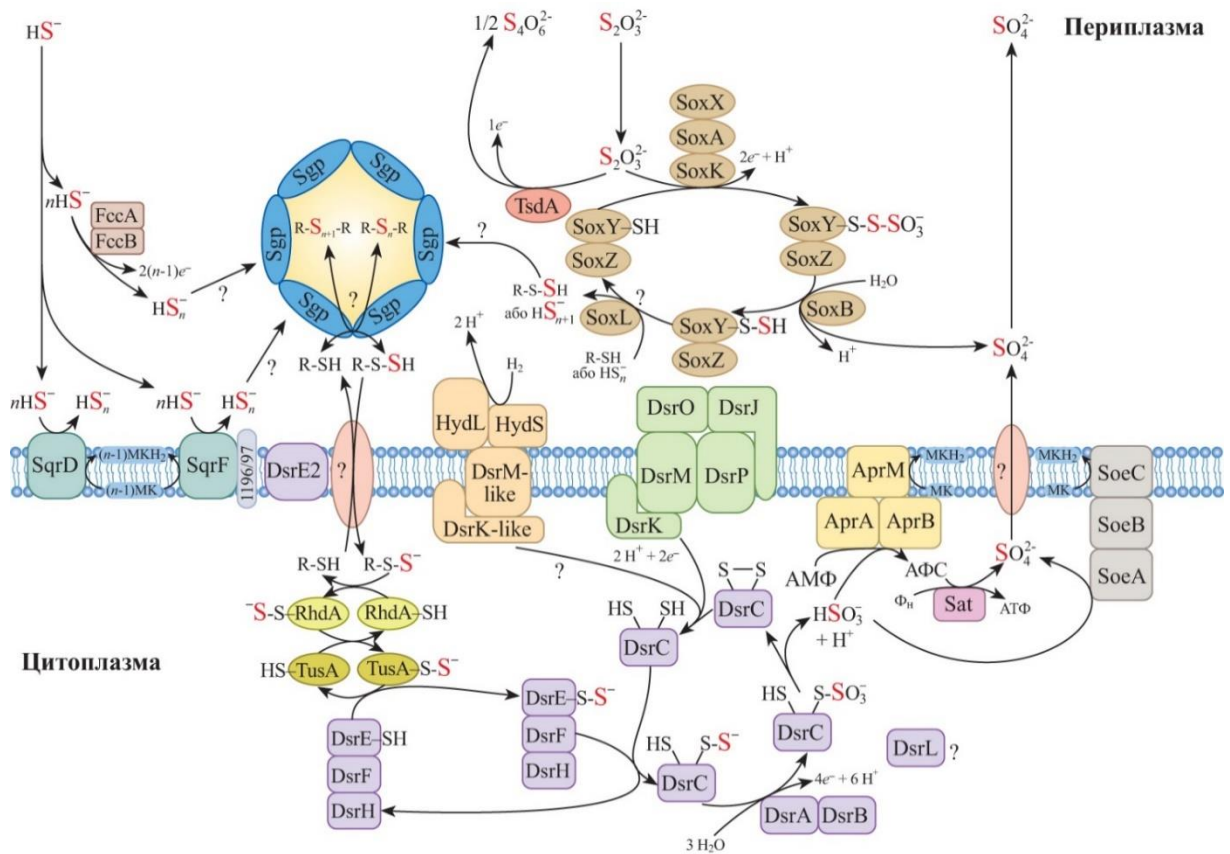 HS⁻
1/2 S₄O₆²⁻
S₂O₃²⁻
SO₄²⁻
Периплазма
1e⁻
S₂O₃²⁻
TsdA
SoxX
SoxA
SoxK
2e⁻ + H⁺
nHS⁻
FccA
FccB
2(n-1)e⁻
HSₙ⁻
?
Sgp
Sgp
Sgp
Sgp
Sgp
Sgp
R-Sₙ₊₁-R
R-Sₙ-R
?
?
SoxY–SH
SoxZ
SoxY–S-S-SO₃⁻
SoxZ
H₂O
SoxB
H⁺
R-S-SH
або HSₙ₊₁⁻
?
SoxL
R-SH
або HSₙ⁻
SoxY–S-SH
SoxZ
SO₄²⁻
nHS⁻
HSₙ⁻
nHS⁻
HSₙ⁻
?
R-SH
R-S-SH
2 H⁺
H₂
SqrD
(n-1)MKH₂
(n-1)MK
SqrF
1196/97
DsrE2
?
HydL
HydS
DsrM-
like
DsrK-like
DsrO
DsrJ
DsrM
DsrP
DsrK
AprM
AprA
AprB
MKH₂
MK
?
MKH₂
MK
SoeC
SoeB
SoeA
R-SH
R-S-S⁻
?
2 H⁺ + 2e⁻
АМФ
АФС
SO₄²⁻
Фн
Sat
АТФ
⁻S-S–RhdA
RhdA–SH
HS–TusA
TusA–S-S⁻
HS
SH
DsrC
S—S
DsrC
HSO₃⁻
+ H⁺
Цитоплазма
DsrE–SH
DsrF
DsrH
DsrE–S-S⁻
DsrF
DsrH
HS
S-S⁻
DsrC
HS
S-SO₃⁻
DsrC
DsrL
?
4e⁻ + 6 H⁺
DsrA
DsrB
3 H₂O